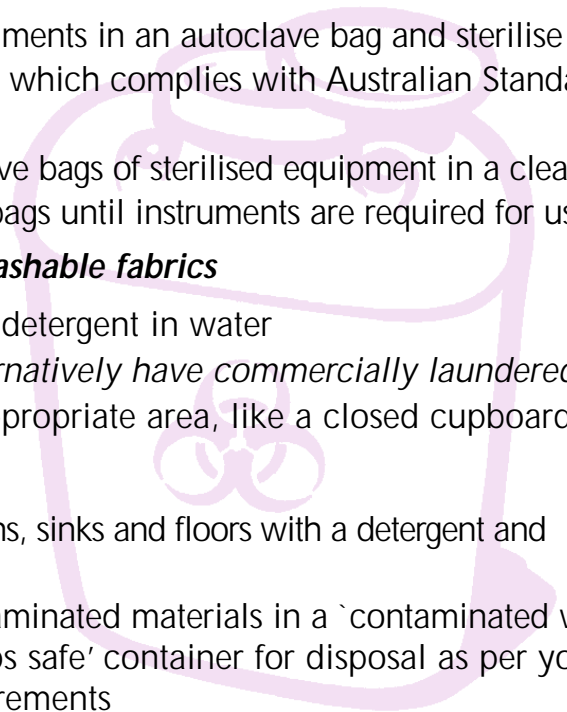 ments in an autoclave bag and sterilise
which complies with Australian Standa
ve bags of sterilised equipment in a clea
bags until instruments are required for us
ashable fabrics
detergent in water
rnatively have commercially laundered
propriate area, like a closed cupboard
ns, sinks and floors with a detergent and
aminated materials in a `contaminated w
os safe’ container for disposal as per yo
rements